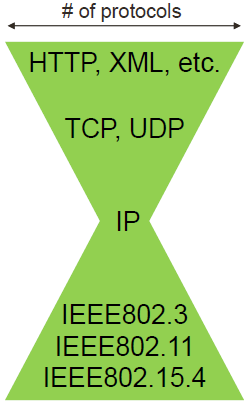 # of protocols
HTTP, XML, etc.
TCP, UDP
IP
IEEE802.3
IEEE802.11
IEEE802.15.4